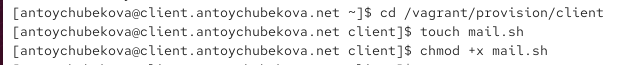 [antoychubekova@client.antoychubekova.net ~]$ cd /vagrant/provision/client
[antoychubekova@client.antoychubekova.net client]$ touch mail.sh
[antoychubekova@client.antoychubekova.net client]$ chmod +x mail.sh